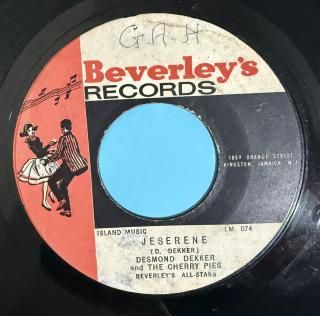 G.A.H
Beverley's
RECORDS
185A ORANGE STREET,
KINGSTON, JAMAICA, W.I.
ISLAND MUSIC
LM. 074
JESERENE
(D. DEKKER)
DESMOND DEKKER
AND THE CHERRY PIES
BEVERLEY'S ALL-STARS